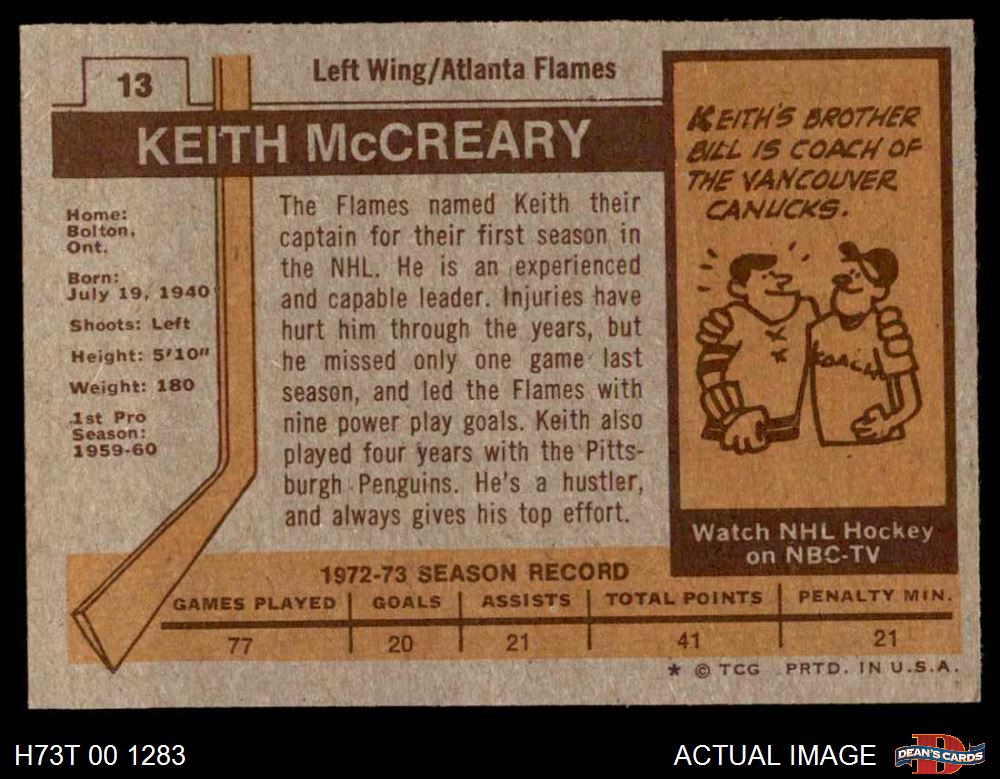 13
Left Wing/Atlanta Flames
KEITH McCREARY
Home:
Bolton,
Ont.
Born:
July 19, 1940
Shoots: Left
Height: 5'10"
Weight: 180
1st Pro
Season:
1959-60
The Flames named Keith their
captain for their first season in
the NHL. He is an experienced
and capable leader. Injuries have
hurt him through the years, but
he missed only one game last
season, and led the Flames with
nine power play goals. Keith also
played four years with the Pitts-
burgh Penguins. He's a hustler,
and always gives his top effort.
KEITH'S BROTHER
BILL IS COACH OF
THE VANCOUVER
CANUCKS.
COACH
Watch NHL Hockey
on NBC-TV
1972-73 SEASON RECORD
GAMES PLAYED GOALS ASSISTS TOTAL POINTS PENALTY MIN.
77 20 21 41 21
* © TCG PRTD. IN U.S.A.
H73T 00 1283
ACTUAL IMAGE
DEAN'S CARDS